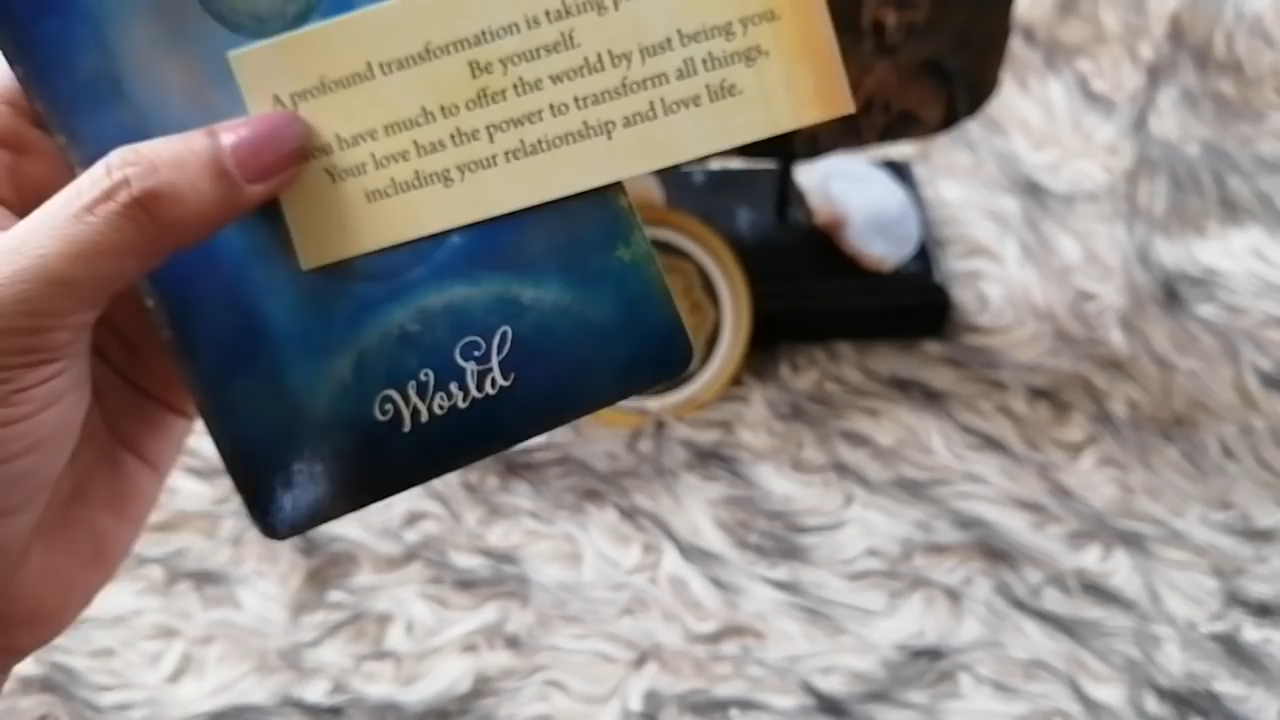 A profound transformation is taking
Be yourself.
have much to offer the world by just being you.
Your love has the power to transform all things,
including your relationship and love life.
World